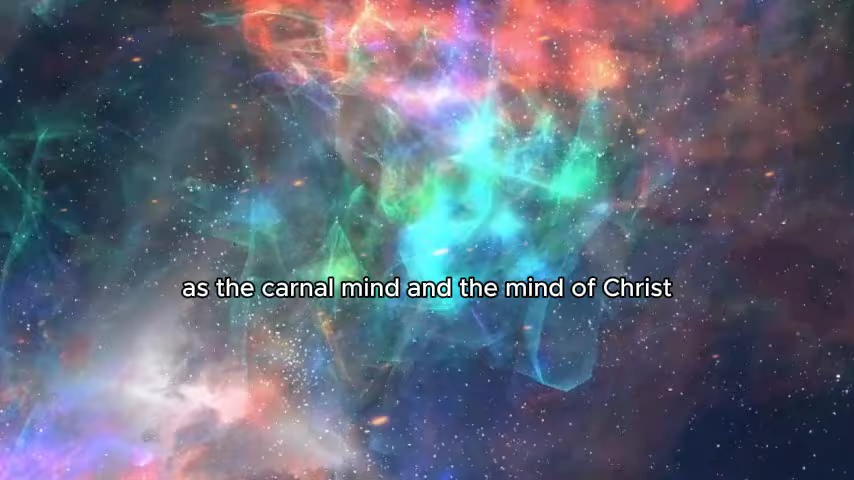 as the carnal mind and the mind of Christ